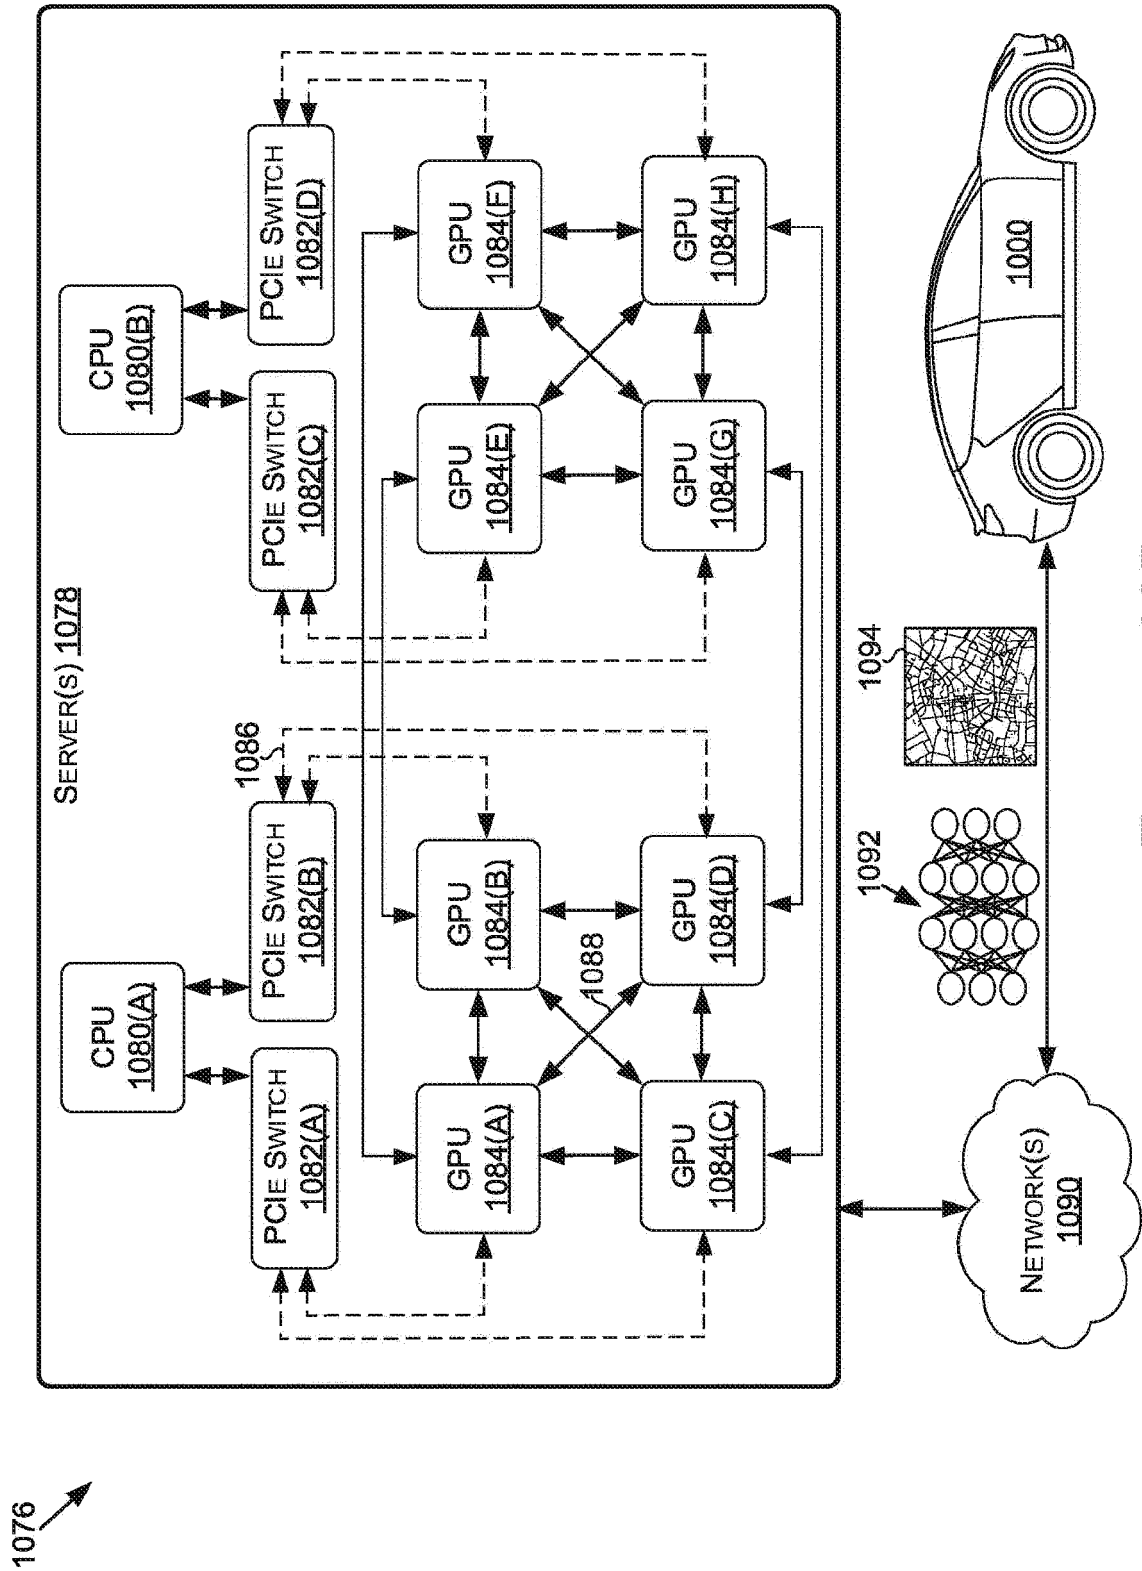 1076
SERVER(S) 1078
CPU
1080(A)
CPU
1080(B)
PCIE SWITCH
1082(A)
PCIE SWITCH
1082(B)
1086
PCIE SWITCH
1082(C)
PCIE SWITCH
1082(D)
GPU
1084(A)
GPU
1084(B)
GPU
1084(E)
GPU
1084(F)
1088
GPU
1084(C)
GPU
1084(D)
GPU
1084(G)
GPU
1084(H)
NETWORK(S)
1090
1092
1094
1000